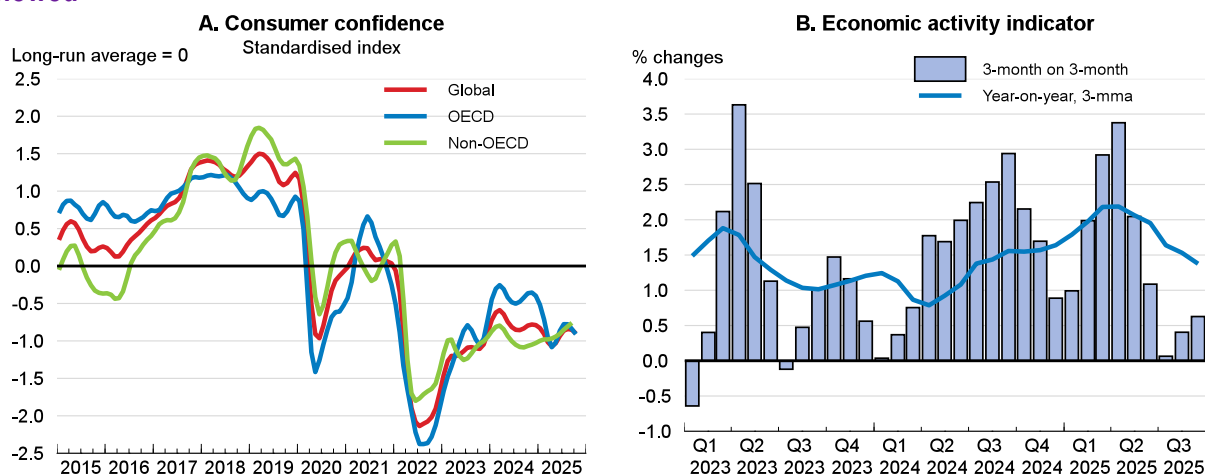 A. Consumer confidence
Standardised index
Long-run average = 0
2.5
2.0
1.5
1.0
0.5
0.0
-0.5
-1.0
-1.5
-2.0
-2.5
Global
OECD
Non-OECD
2015 2016 2017 2018 2019 2020 2021 2022 2023 2024 2025
B. Economic activity indicator
% changes
4.0
3.5
3.0
2.5
2.0
1.5
1.0
0.5
0.0
-0.5
-1.0
3-month on 3-month
Year-on-year, 3-mma
Q1 Q2 Q3 Q4 Q1 Q2 Q3 Q4 Q1 Q2 Q3
2023 2023 2023 2023 2024 2024 2024 2024 2025 2025 2025